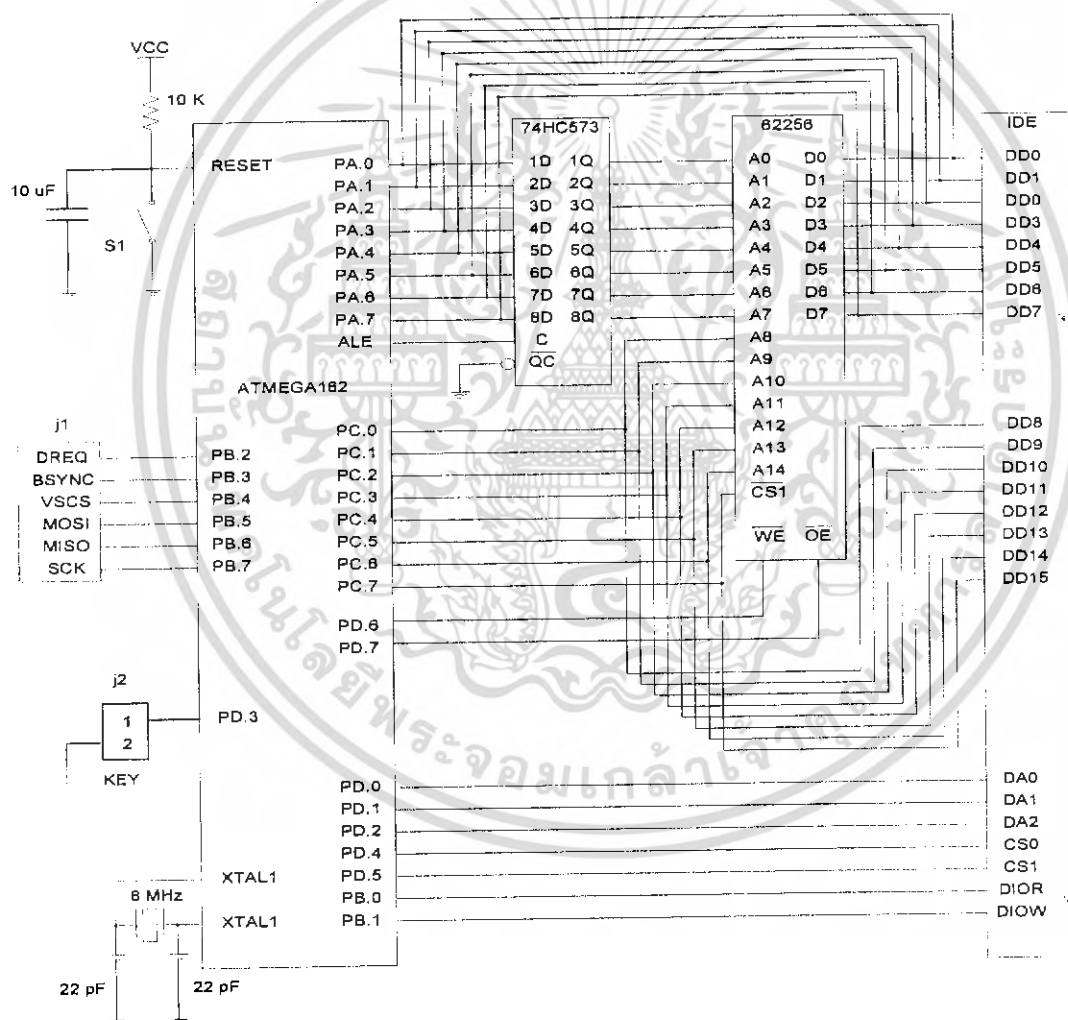 VCC
10 K
10 uF
S1
RESET
PA.0
PA.1
PA.2
PA.3
PA.4
PA.5
PA.6
PA.7
ALE
ATMEGA162
PC.0
PC.1
PC.2
PC.3
PC.4
PC.5
PC.6
PC.7
PD.6
PD.7
j1
DREQ
BSYNC
VSCS
MOSI
MISO
SCK
PB.2
PB.3
PB.4
PB.5
PB.6
PB.7
j2
1
2
KEY
PD.3
PD.0
PD.1
PD.2
PD.4
PD.5
PB.0
PB.1
XTAL1
8 MHz
XTAL1
22 pF
22 pF
74HC573
1D 1Q
2D 2Q
3D 3Q
4D 4Q
5D 5Q
6D 6Q
7D 7Q
8D 8Q
C
QC
62256
A0 D0
A1 D1
A2 D2
A3 D3
A4 D4
A5 D5
A6 D6
A7 D7
A8
A9
A10
A11
A12
A13
A14
CS1
WE OE
IDE
DD0
DD1
DD0
DD3
DD4
DD5
DD6
DD7
DD8
DD9
DD10
DD11
DD12
DD13
DD14
DD15
DA0
DA1
DA2
CS0
CS1
DIOR
DIOW